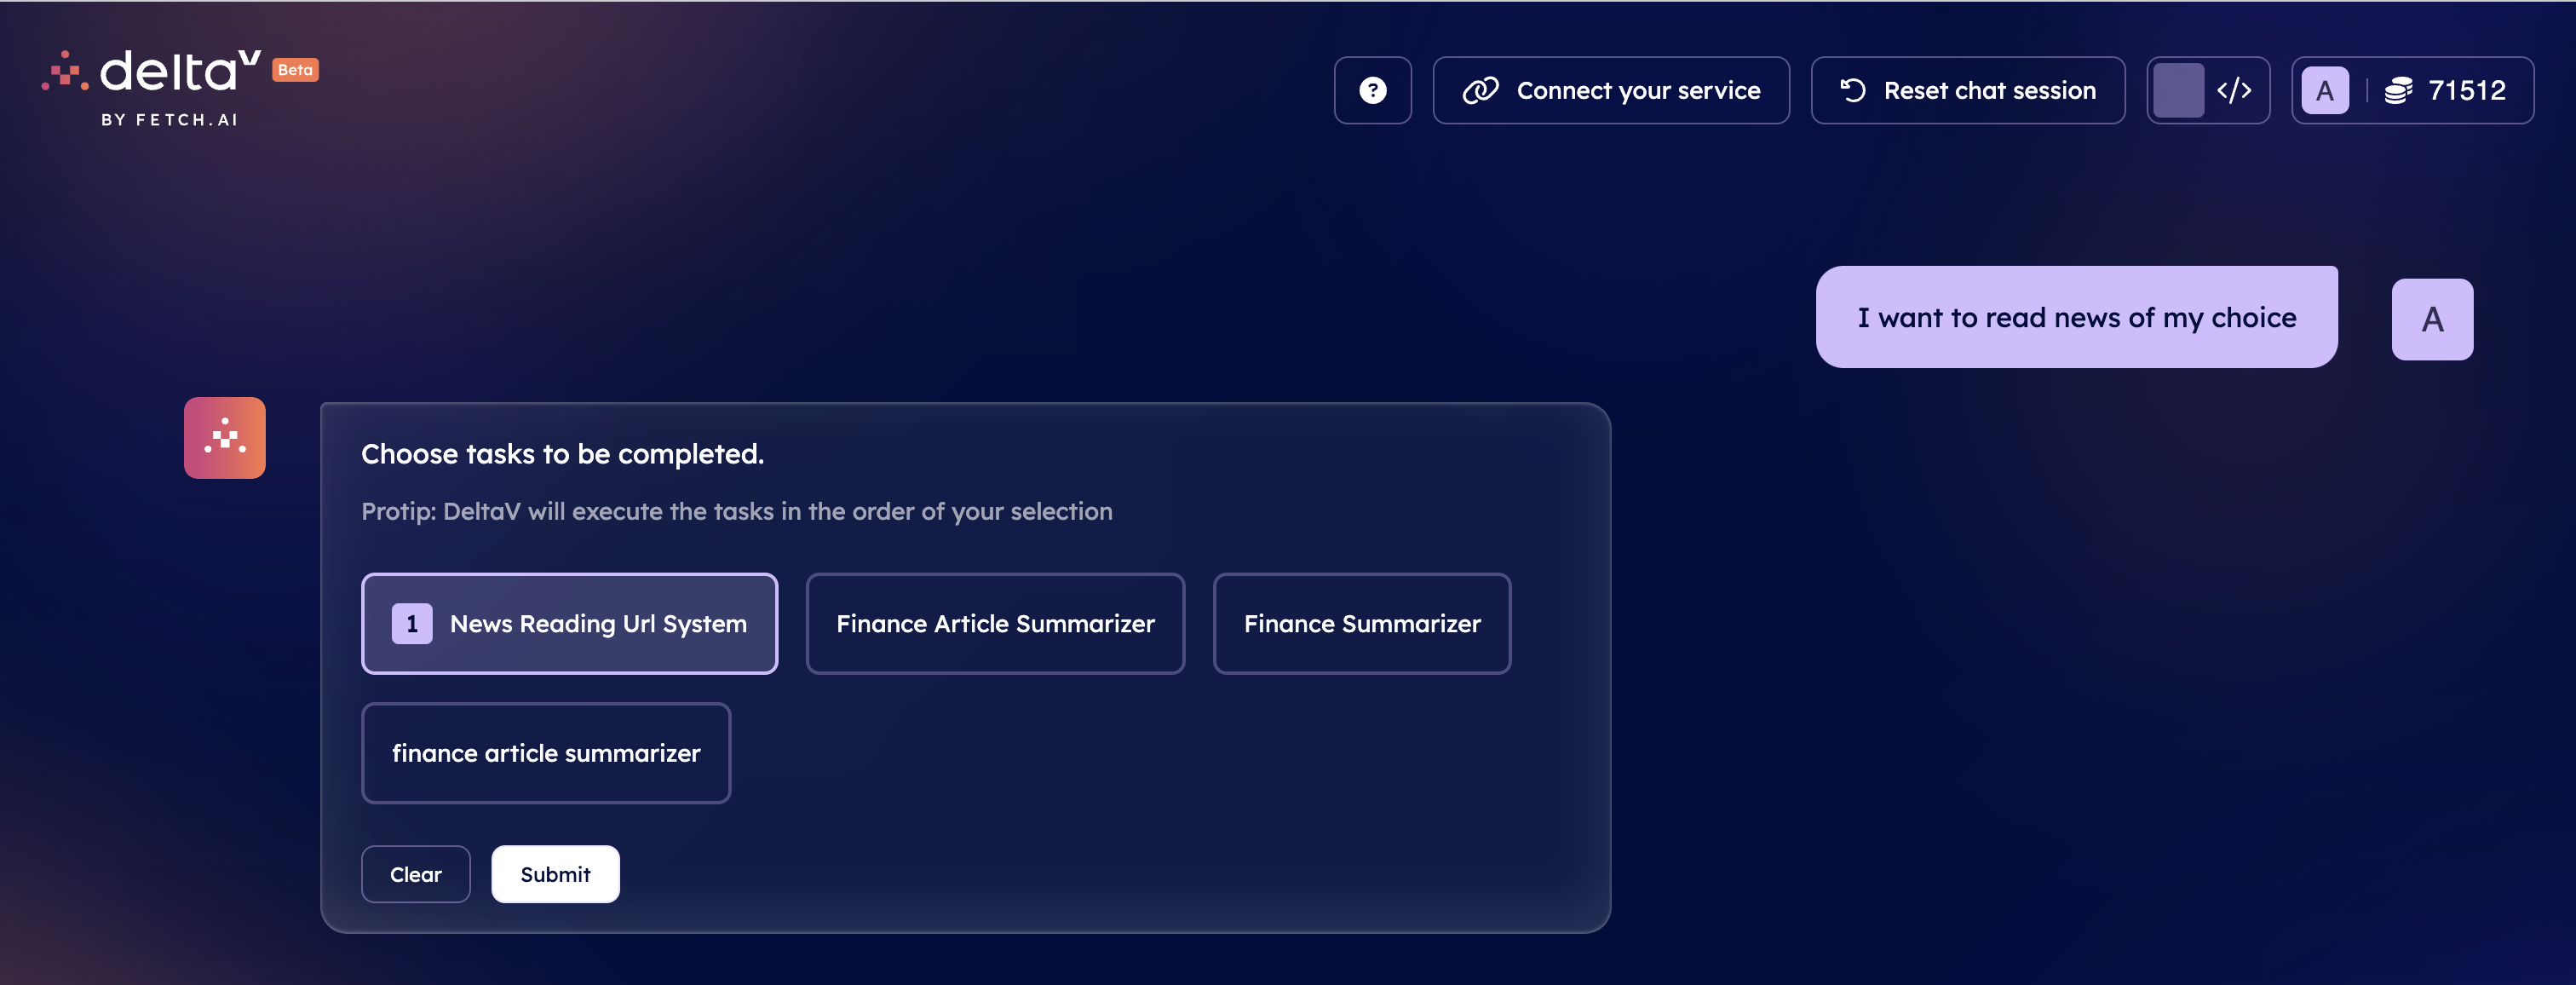 deltaV Beta
BY FETCH.AI
? Connect your service Reset chat session </> A 71512
I want to read news of my choice A
Choose tasks to be completed.
Protip: DeltaV will execute the tasks in the order of your selection
1 News Reading Url System Finance Article Summarizer Finance Summarizer
finance article summarizer
Clear Submit